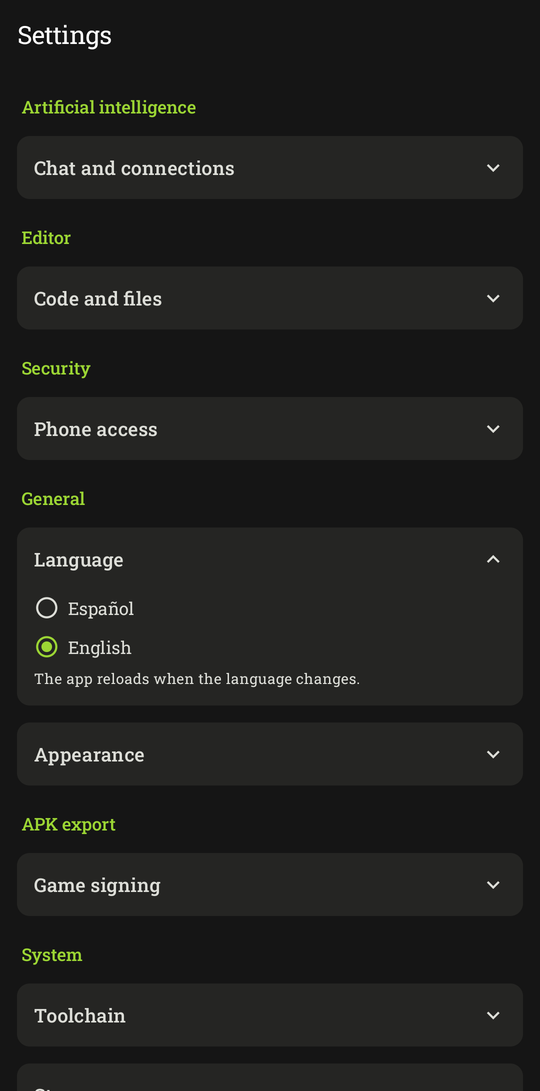 Settings
Artificial intelligence
Chat and connections
Editor
Code and files
Security
Phone access
General
Language
Español
English
The app reloads when the language changes.
Appearance
APK export
Game signing
System
Toolchain